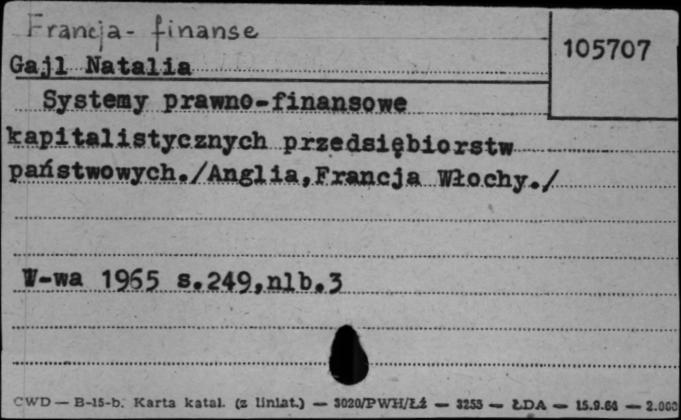 Francja - finanse
105707
Gajl Natalia
Systemy prawno-finansowe
kapitalistycznych przedsiębiorstw
państwowych./Anglia,Francja Włochy./
W-wa 1965 s.249,nlb.3
CWD — B-15-b. Karta katal. (z liniat.) — 3020/PWH/Łż — 3253 — ŁDA — 15.9.64 — 2.000